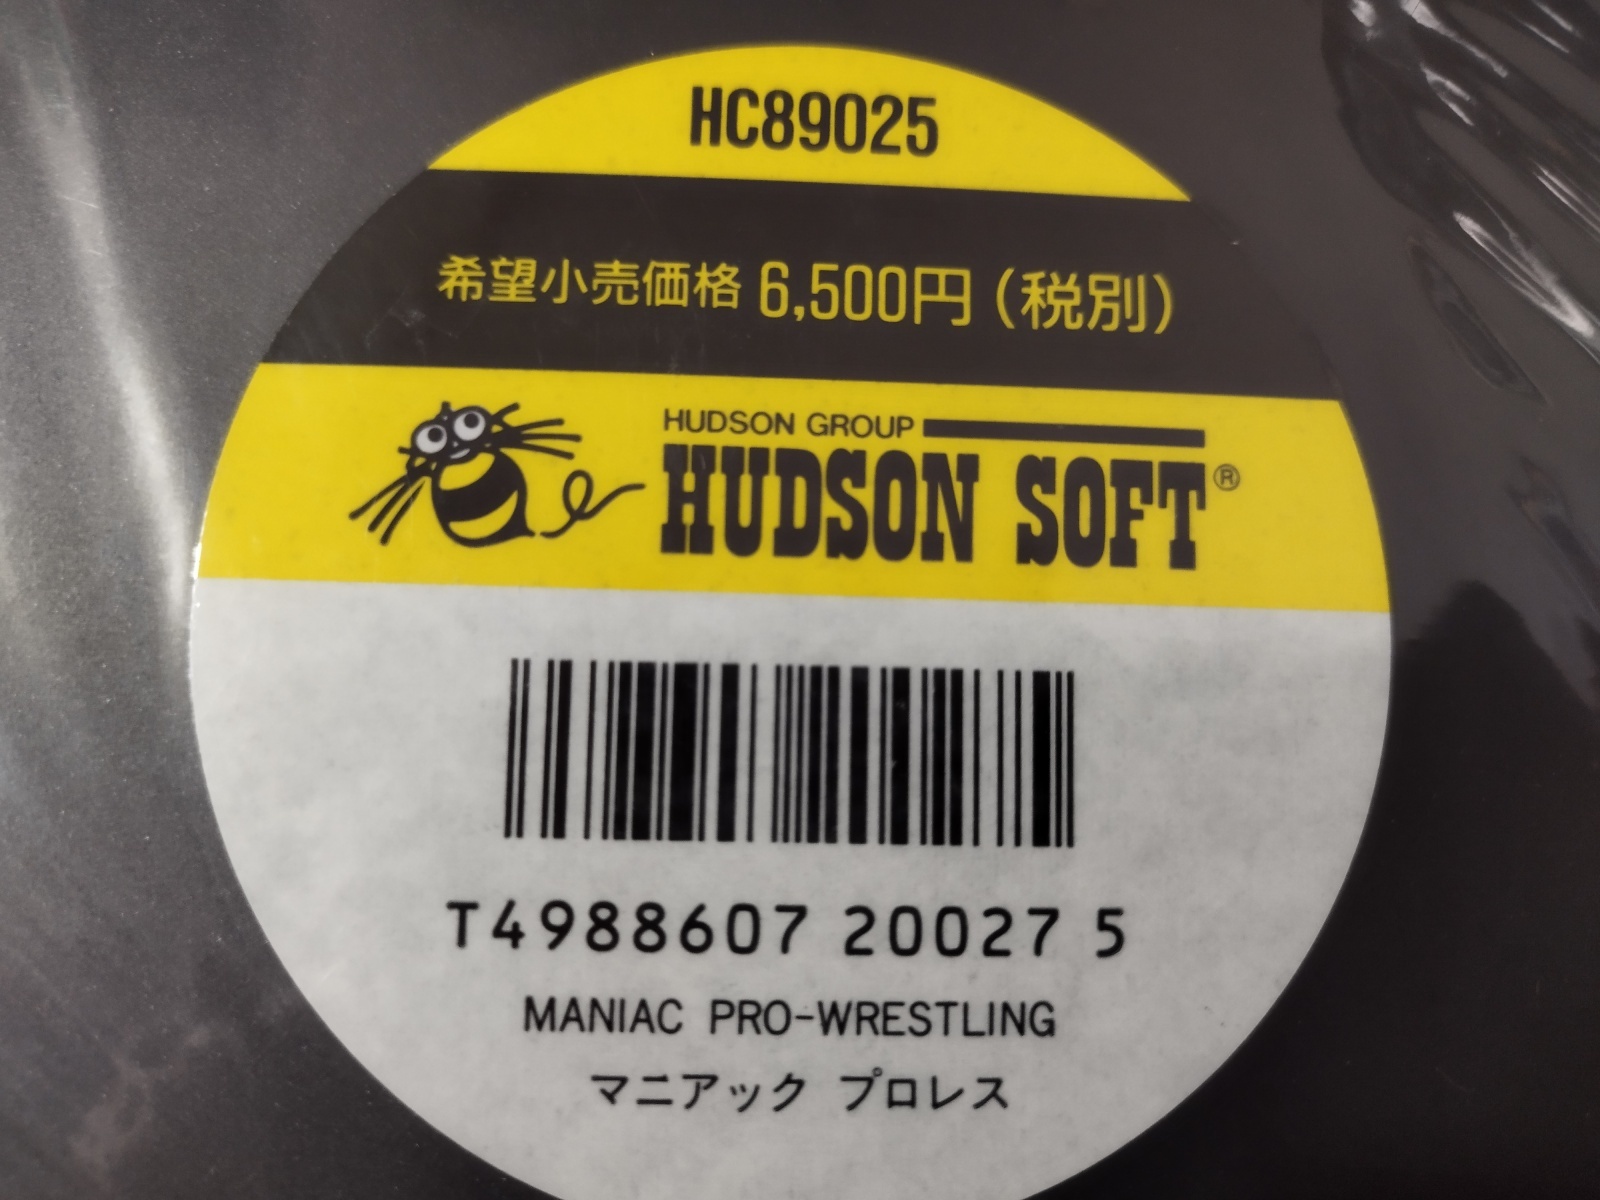 HC89025
希望小売価格 6,500円（税別）
HUDSON GROUP
HUDSON SOFT®
T4988607 20027 5
MANIAC PRO-WRESTLING
マニアック プロレス